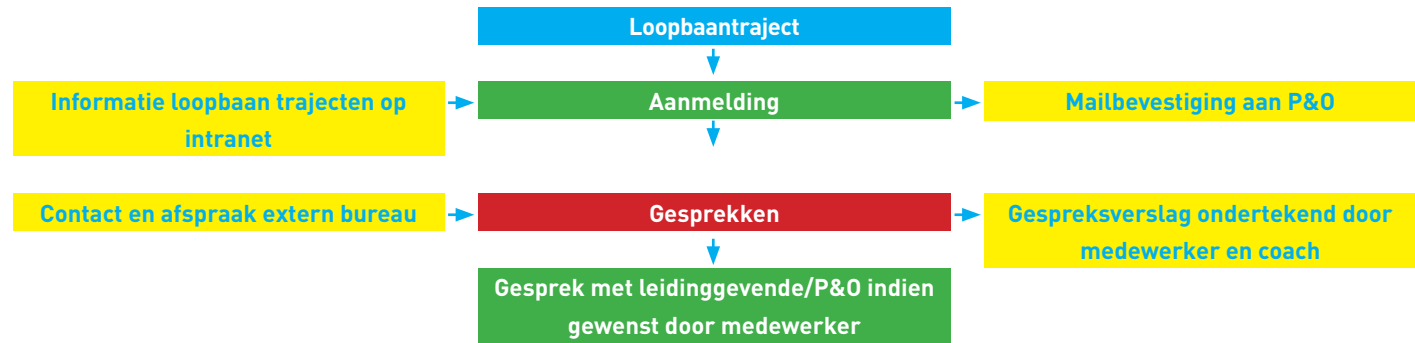 Loopbaantraject
Informatie loopbaan trajecten op
intranet
Aanmelding
Mailbevestiging aan P&O
Contact en afspraak extern bureau
Gesprekken
Gespreksverslag ondertekend door
medewerker en coach
Gesprek met leidinggevende/P&O indien
gewenst door medewerker